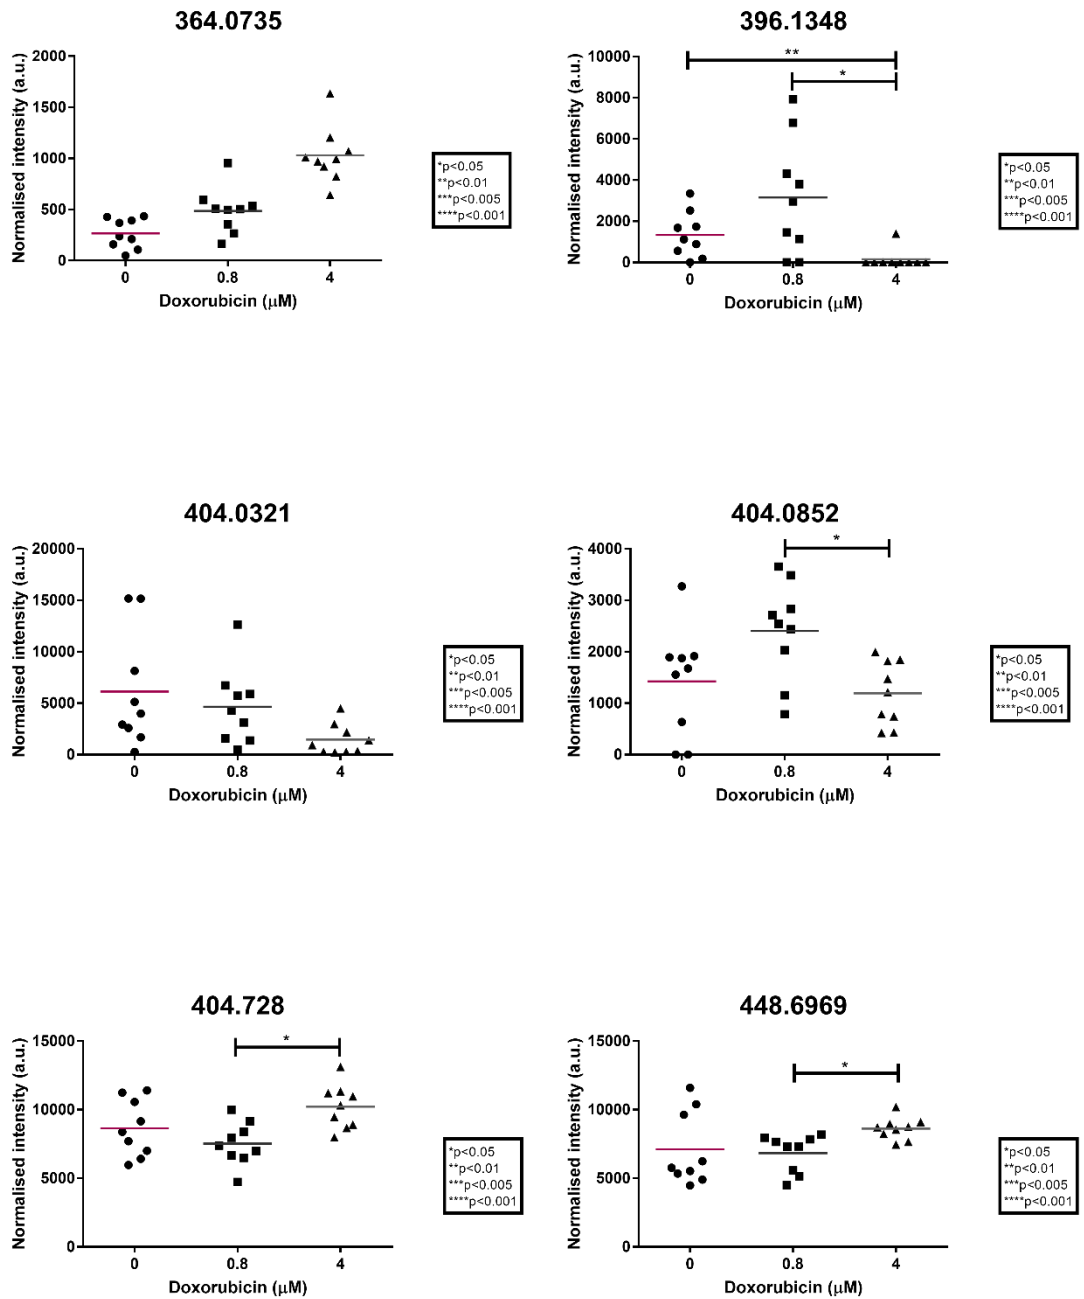 364.0735
Normalised intensity (a.u.)
2000
1500
1000
500
0
0 0.8 4
Doxorubicin (μM)
*p<0.05
**p<0.01
***p<0.005
****p<0.001
396.1348
Normalised intensity (a.u.)
10000
8000
6000
4000
2000
0
**
*
0 0.8 4
Doxorubicin (μM)
*p<0.05
**p<0.01
***p<0.005
****p<0.001
404.0321
Normalised intensity (a.u.)
20000
15000
10000
5000
0
0 0.8 4
Doxorubicin (μM)
*p<0.05
**p<0.01
***p<0.005
****p<0.001
404.0852
Normalised intensity (a.u.)
4000
3000
2000
1000
0
*
0 0.8 4
Doxorubicin (μM)
*p<0.05
**p<0.01
***p<0.005
****p<0.001
404.728
Normalised intensity (a.u.)
15000
10000
5000
0
*
0 0.8 4
Doxorubicin (μM)
*p<0.05
**p<0.01
***p<0.005
****p<0.001
448.6969
Normalised intensity (a.u.)
15000
10000
5000
0
*
0 0.8 4
Doxorubicin (μM)
*p<0.05
**p<0.01
***p<0.005
****p<0.001